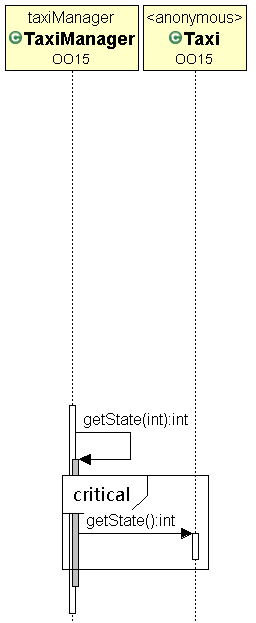 taxiManager
TaxiManager
OO15
<anonymous>
Taxi
OO15
getState(int):int
critical
getState():int